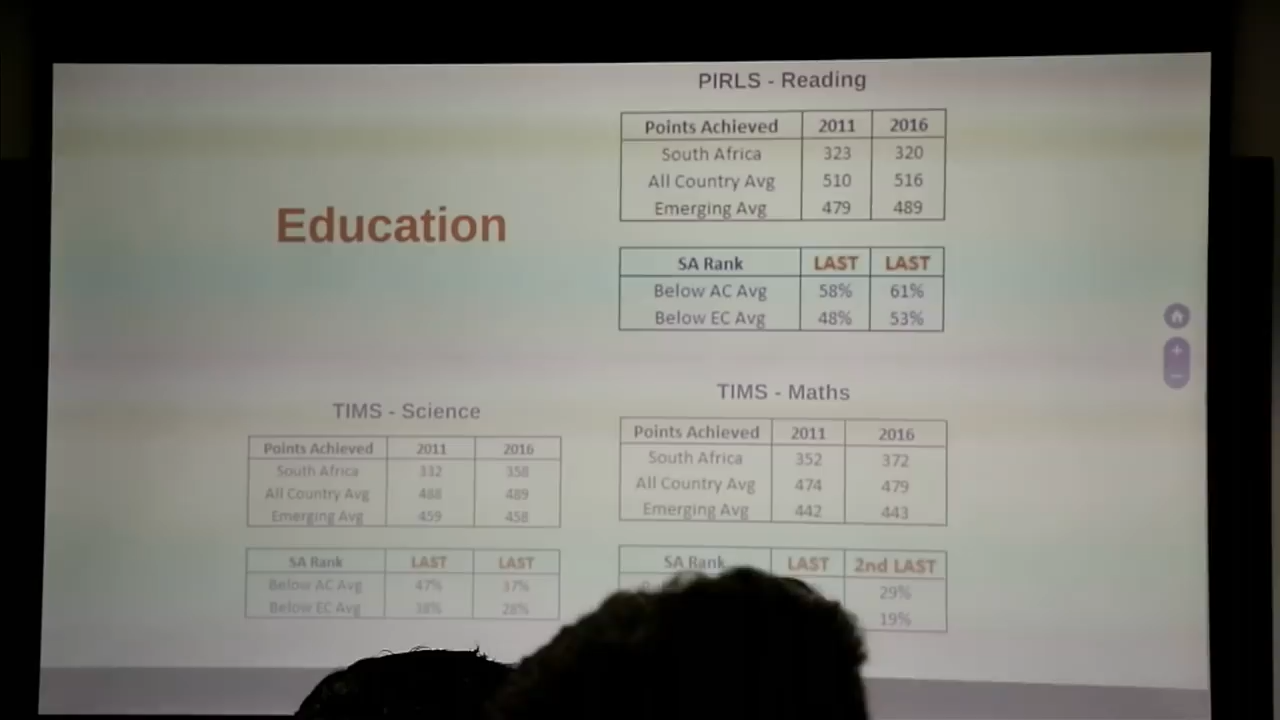 PIRLS - Reading
Points Achieved 2011 2016
South Africa 323 320
All Country Avg 510 516
Emerging Avg 479 489
Education
SA Rank LAST LAST
Below AC Avg 58% 61%
Below EC Avg 48% 53%
TIMS - Science
Points Achieved 2011 2016
South Africa 332 358
All Country Avg 488 489
Emerging Avg 459 458
SA Rank LAST LAST
Below AC Avg 47% 37%
Below EC Avg 38% 28%
TIMS - Maths
Points Achieved 2011 2016
South Africa 352 372
All Country Avg 474 479
Emerging Avg 442 443
SA Rank LAST 2nd LAST
29%
19%